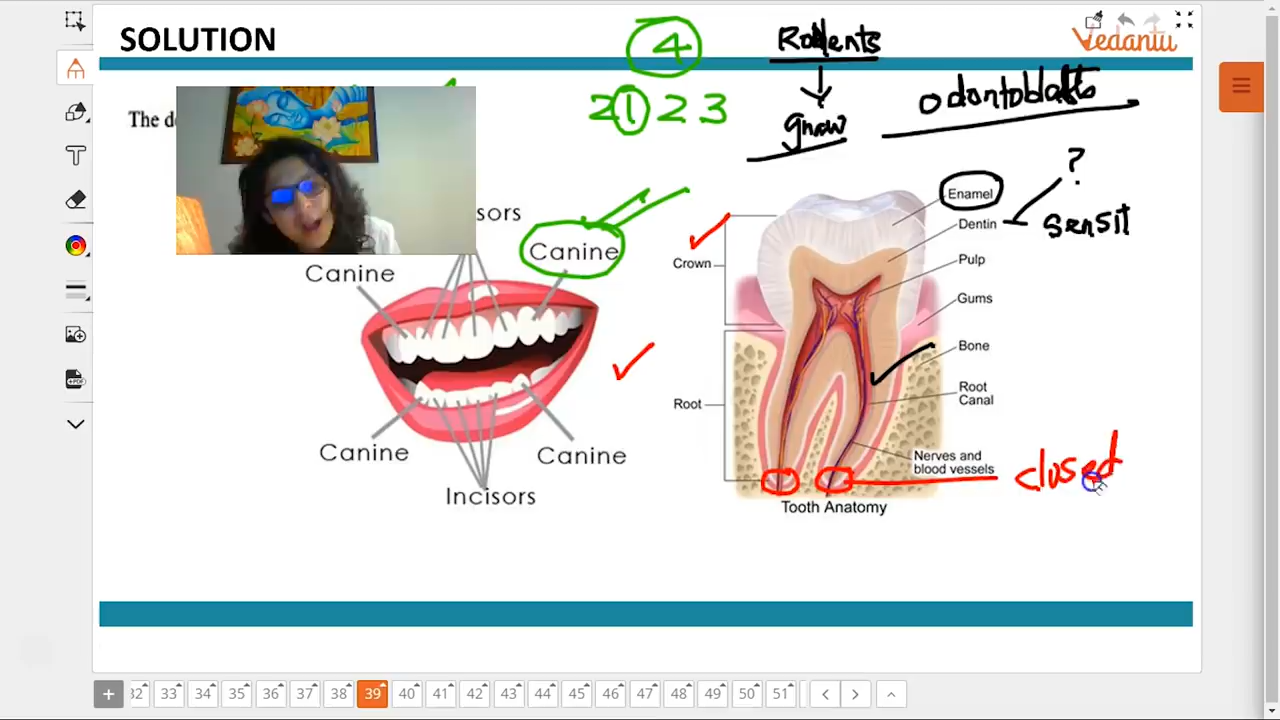 SOLUTION
Vedantu
4
2 1 2 3
Rodents
gnaw
odontoblasts
The de
?
sensit
sors
Canine
Canine
Canine
Canine
Incisors
Enamel
Dentin
Pulp
Gums
Bone
Root
Canal
Nerves and
blood vessels
Crown
Root
closed
Tooth Anatomy
32 33 34 35 36 37 38 39 40 41 42 43 44 45 46 47 48 49 50 51